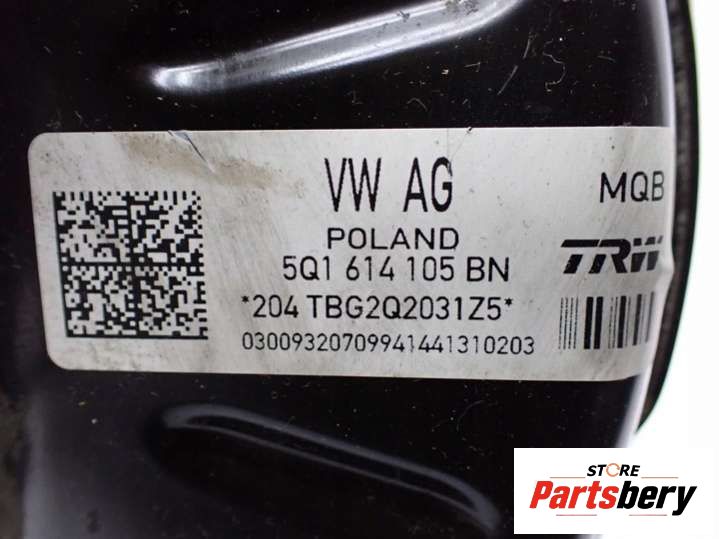 VW AG
MQB
POLAND
TRW
5Q1 614 105 BN
*204 TBG2Q2031Z5*
03009320709941441310203
STORE
Partsbery